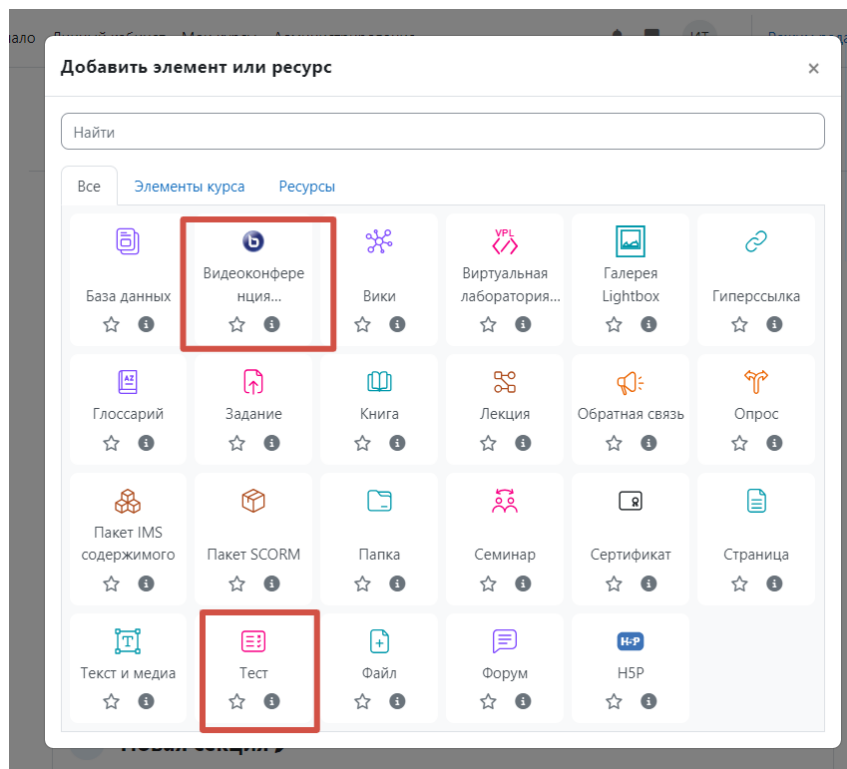 Добавить элемент или ресурс
Найти
Все Элементы курса Ресурсы
База данных
Видеоконфере
нция...
Вики
VPL
Виртуальная
лаборатория...
Галерея
Lightbox
Гиперссылка
AZ
Глоссарий
Задание
Книга
Лекция
Обратная связь
Опрос
Пакет IMS
содержимого
Пакет SCORM
Папка
Семинар
Сертификат
Страница
Текст и медиа
Тест
Файл
Форум
H5P
H5P
Новая секция